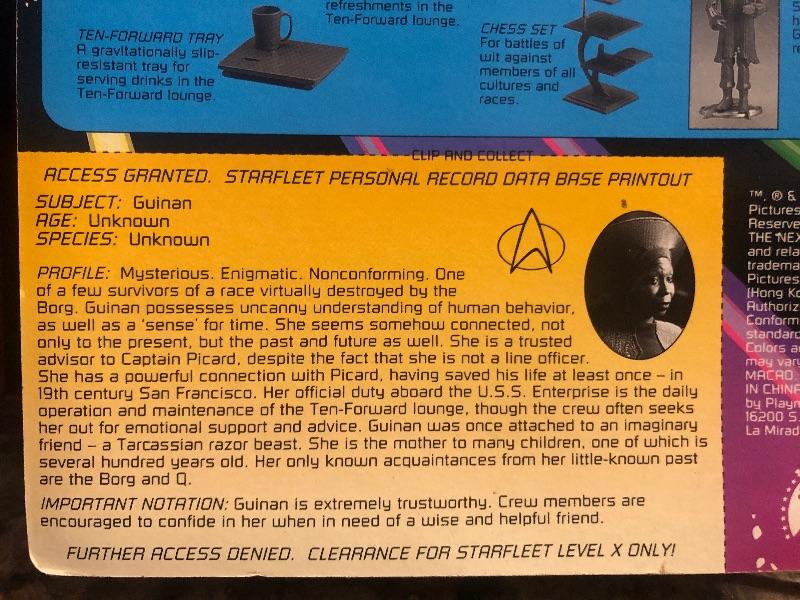 refreshments in the
Ten-Forward lounge.
TEN-FORWARD TRAY
A gravitationally slip-
resistant tray for
serving drinks in the
Ten-Forward lounge.
CHESS SET
For battles of
wit against
members of all
cultures and
races.
CLIP AND COLLECT
ACCESS GRANTED. STARFLEET PERSONAL RECORD DATA BASE PRINTOUT
SUBJECT: Guinan
AGE: Unknown
SPECIES: Unknown
PROFILE: Mysterious. Enigmatic. Nonconforming. One
of a few survivors of a race virtually destroyed by the
Borg. Guinan possesses uncanny understanding of human behavior,
as well as a 'sense' for time. She seems somehow connected, not
only to the present, but the past and future as well. She is a trusted
advisor to Captain Picard, despite the fact that she is not a line officer.
She has a powerful connection with Picard, having saved his life at least once – in
19th century San Francisco. Her official duty aboard the U.S.S. Enterprise is the daily
operation and maintenance of the Ten-Forward lounge, though the crew often seeks
her out for emotional support and advice. Guinan was once attached to an imaginary
friend – a Tarcassian razor beast. She is the mother to many children, one of which is
several hundred years old. Her only known acquaintances from her little-known past
are the Borg and Q.
IMPORTANT NOTATION: Guinan is extremely trustworthy. Crew members are
encouraged to confide in her when in need of a wise and helpful friend.
FURTHER ACCESS DENIED. CLEARANCE FOR STARFLEET LEVEL X ONLY!
™, ® &
Pictures
Reserve
THE NEX
and rela
tradema
Pictures
(Hong Ko
Authoriz
Conform
standard
Colors a
may vary
MACAO.
IN CHINA
by Playm
16200 S
La Mirad